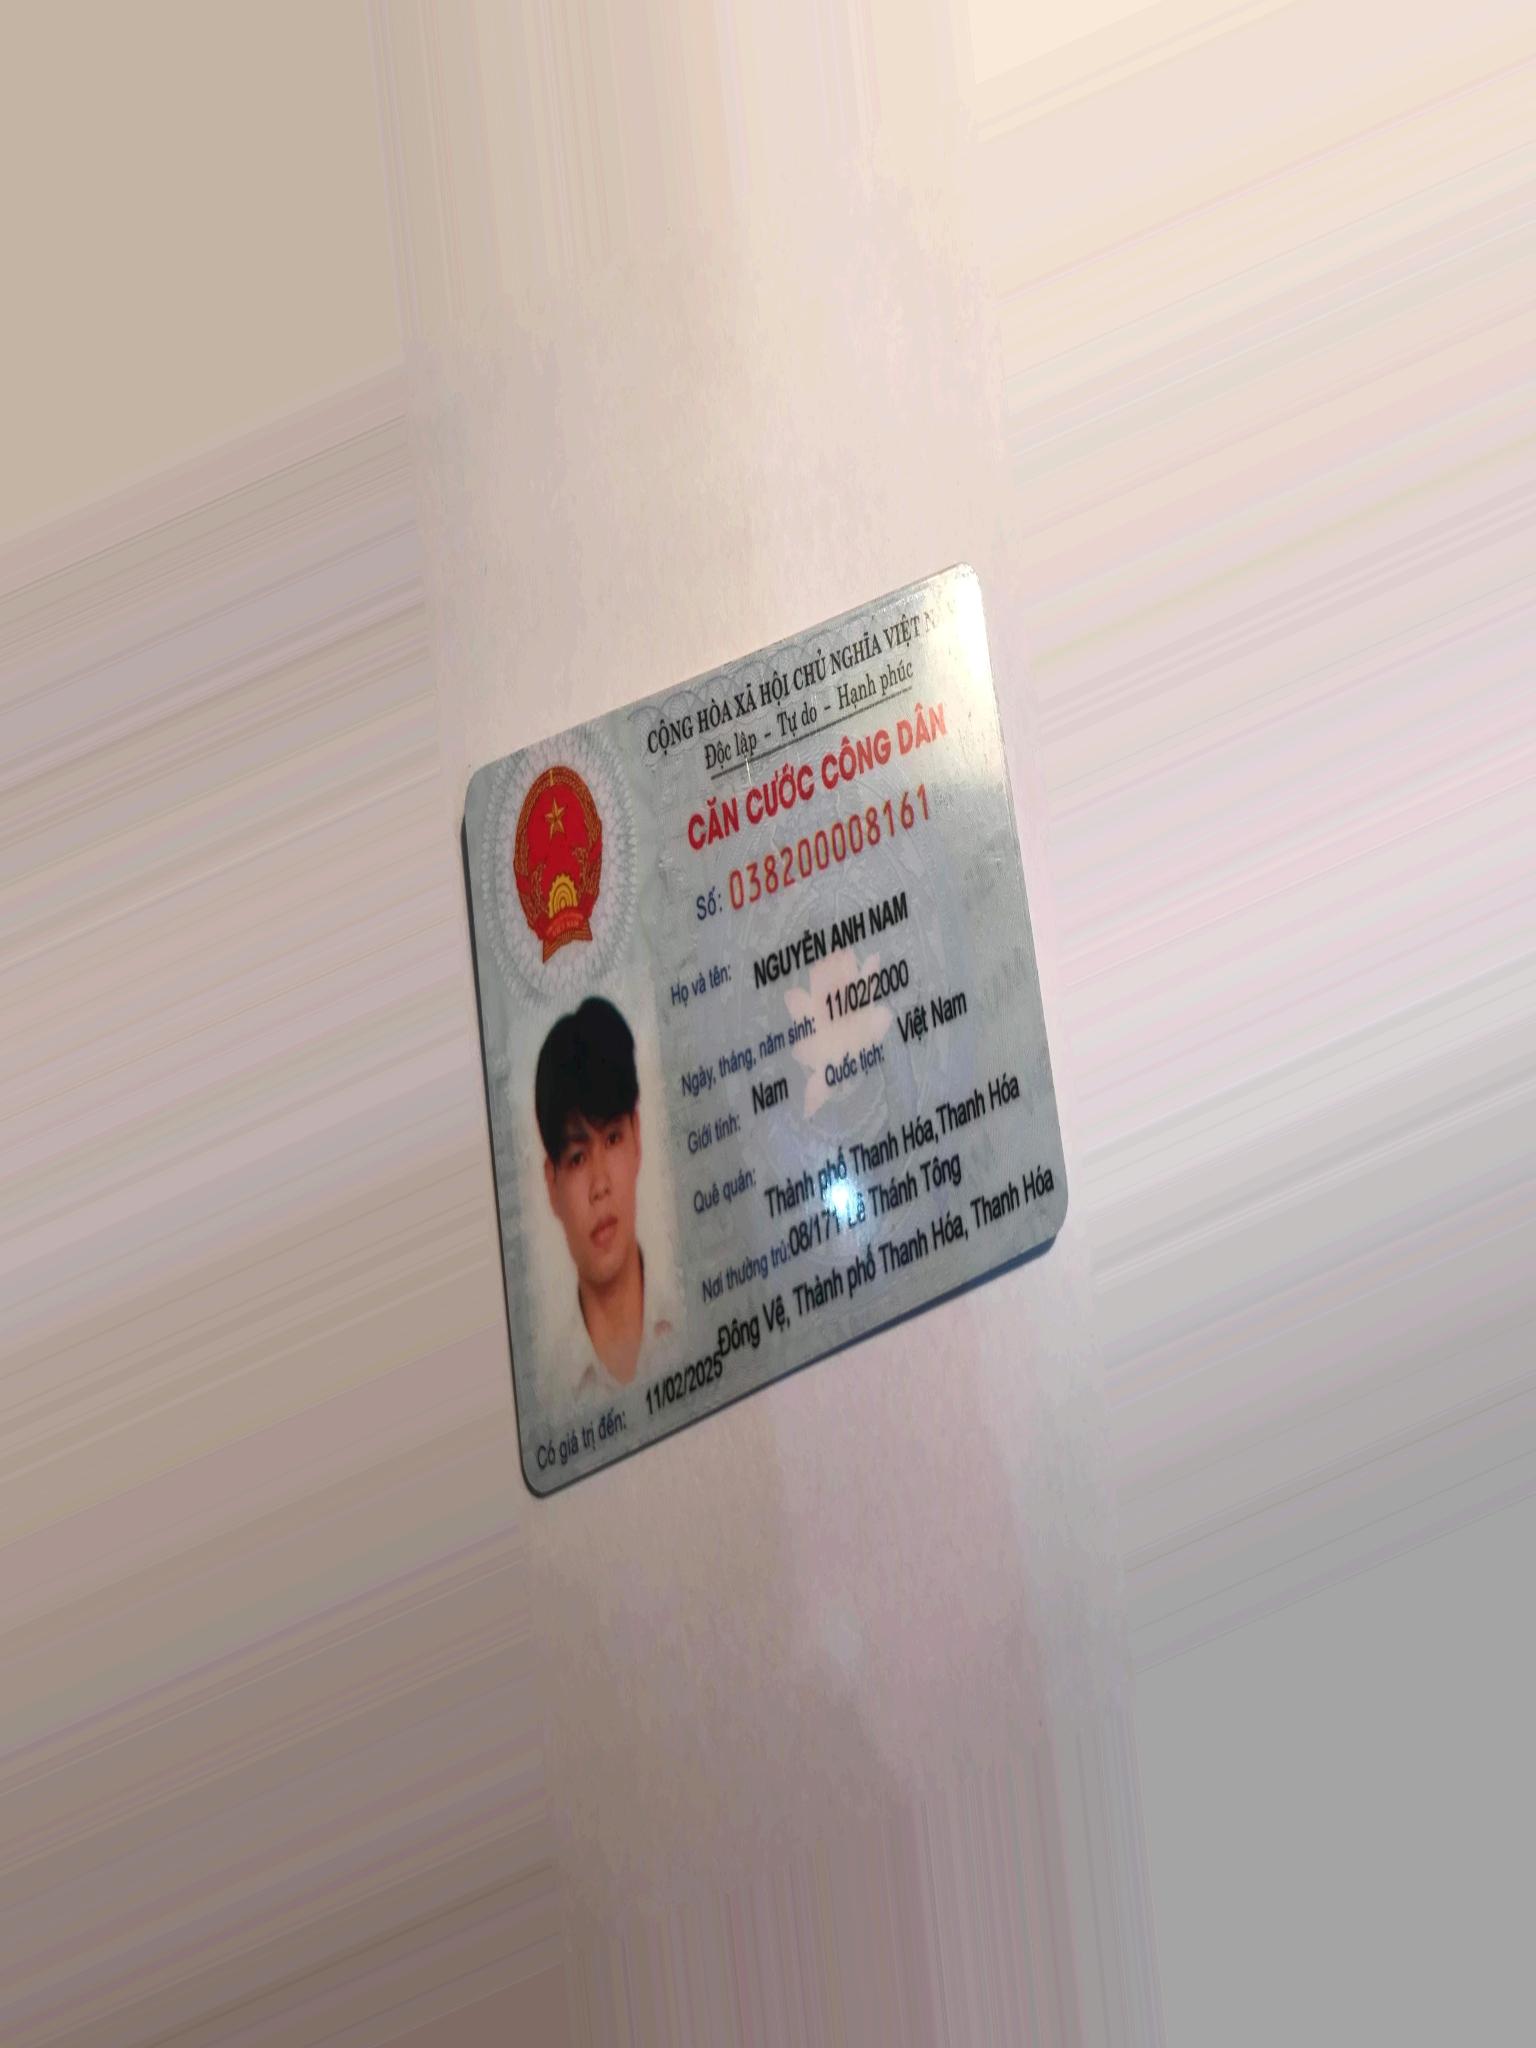 CỘNG HÒA XÃ HỘI CHỦ NGHĨA VIỆT
Độc lập - Tự do - Hạnh phúc
CĂN CƯỚC CÔNG DÂN
Số: 038200008161
Họ và tên: NGUYỄN ANH NAM
Ngày, tháng, năm sinh: 11/02/2000
Giới tính: Nam Quốc tịch: Việt Nam
Quê quán: Thành phố Thanh Hóa,Thanh Hóa
Nơi thường trú:08/171 Lê Thánh Tông
Đông Vệ, Thành phố Thanh Hóa, Thanh Hóa
Có giá trị đến: 11/02/2025